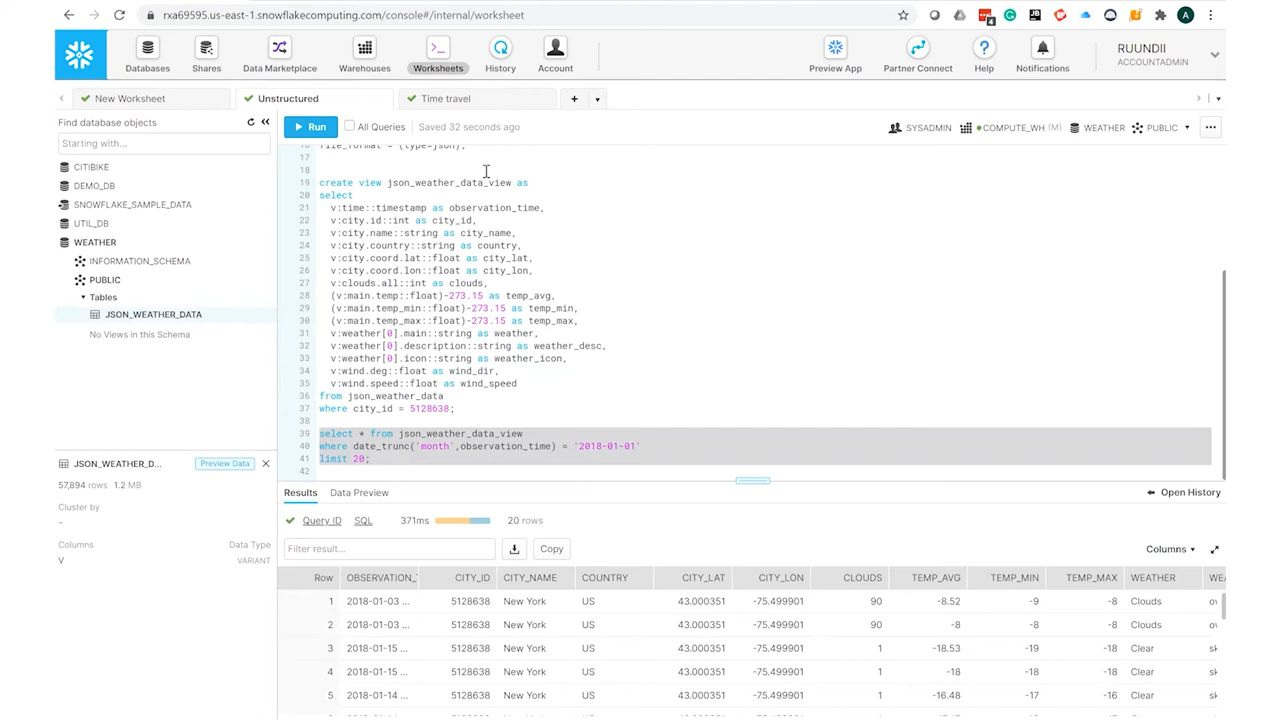 rxa69595.us-east-1.snowflakecomputing.com/console#/internal/worksheet
4
A
Databases
Shares
Data Marketplace
Warehouses
Worksheets
History
Account
Preview App
Partner Connect
Help
Notifications
RUUNDII
ACCOUNTADMIN
New Worksheet
Unstructured
Time travel
Find database objects
Starting with...
CITIBIKE
DEMO_DB
SNOWFLAKE_SAMPLE_DATA
UTIL_DB
WEATHER
INFORMATION_SCHEMA
PUBLIC
Tables
JSON_WEATHER_DATA
No Views in this Schema
JSON_WEATHER_D...
Preview Data
57,894 rows 1.2 MB
Cluster by
–
Columns Data Type
V VARIANT
Run
All Queries
Saved 32 seconds ago
SYSADMIN
COMPUTE_WH (M)
WEATHER
PUBLIC
16 file_format = (type=json);
17
18
19 create view json_weather_data_view as
20 select
21 v:time::timestamp as observation_time,
22 v:city.id::int as city_id,
23 v:city.name::string as city_name,
24 v:city.country::string as country,
25 v:city.coord.lat::float as city_lat,
26 v:city.coord.lon::float as city_lon,
27 v:clouds.all::int as clouds,
28 (v:main.temp::float)-273.15 as temp_avg,
29 (v:main.temp_min::float)-273.15 as temp_min,
30 (v:main.temp_max::float)-273.15 as temp_max,
31 v:weather[0].main::string as weather,
32 v:weather[0].description::string as weather_desc,
33 v:weather[0].icon::string as weather_icon,
34 v:wind.deg::float as wind_dir,
35 v:wind.speed::float as wind_speed
36 from json_weather_data
37 where city_id = 5128638;
38
39 select * from json_weather_data_view
40 where date_trunc('month',observation_time) = '2018-01-01'
41 limit 20;
42
Results
Data Preview
Open History
Query ID SQL 371ms 20 rows
Filter result...
Copy
Columns
Row OBSERVATION_ CITY_ID CITY_NAME COUNTRY CITY_LAT CITY_LON CLOUDS TEMP_AVG TEMP_MIN TEMP_MAX WEATHER WEA
1 2018-01-03 ... 5128638 New York US 43.000351 -75.499901 90 -8.52 -9 -8 Clouds ov
2 2018-01-03 ... 5128638 New York US 43.000351 -75.499901 90 -8 -8 -8 Clouds ov
3 2018-01-15 ... 5128638 New York US 43.000351 -75.499901 1 -18.53 -19 -18 Clear sk
4 2018-01-15 ... 5128638 New York US 43.000351 -75.499901 1 -18 -18 -18 Clear sk
5 2018-01-14 ... 5128638 New York US 43.000351 -75.499901 1 -16.48 -17 -16 Clear sk